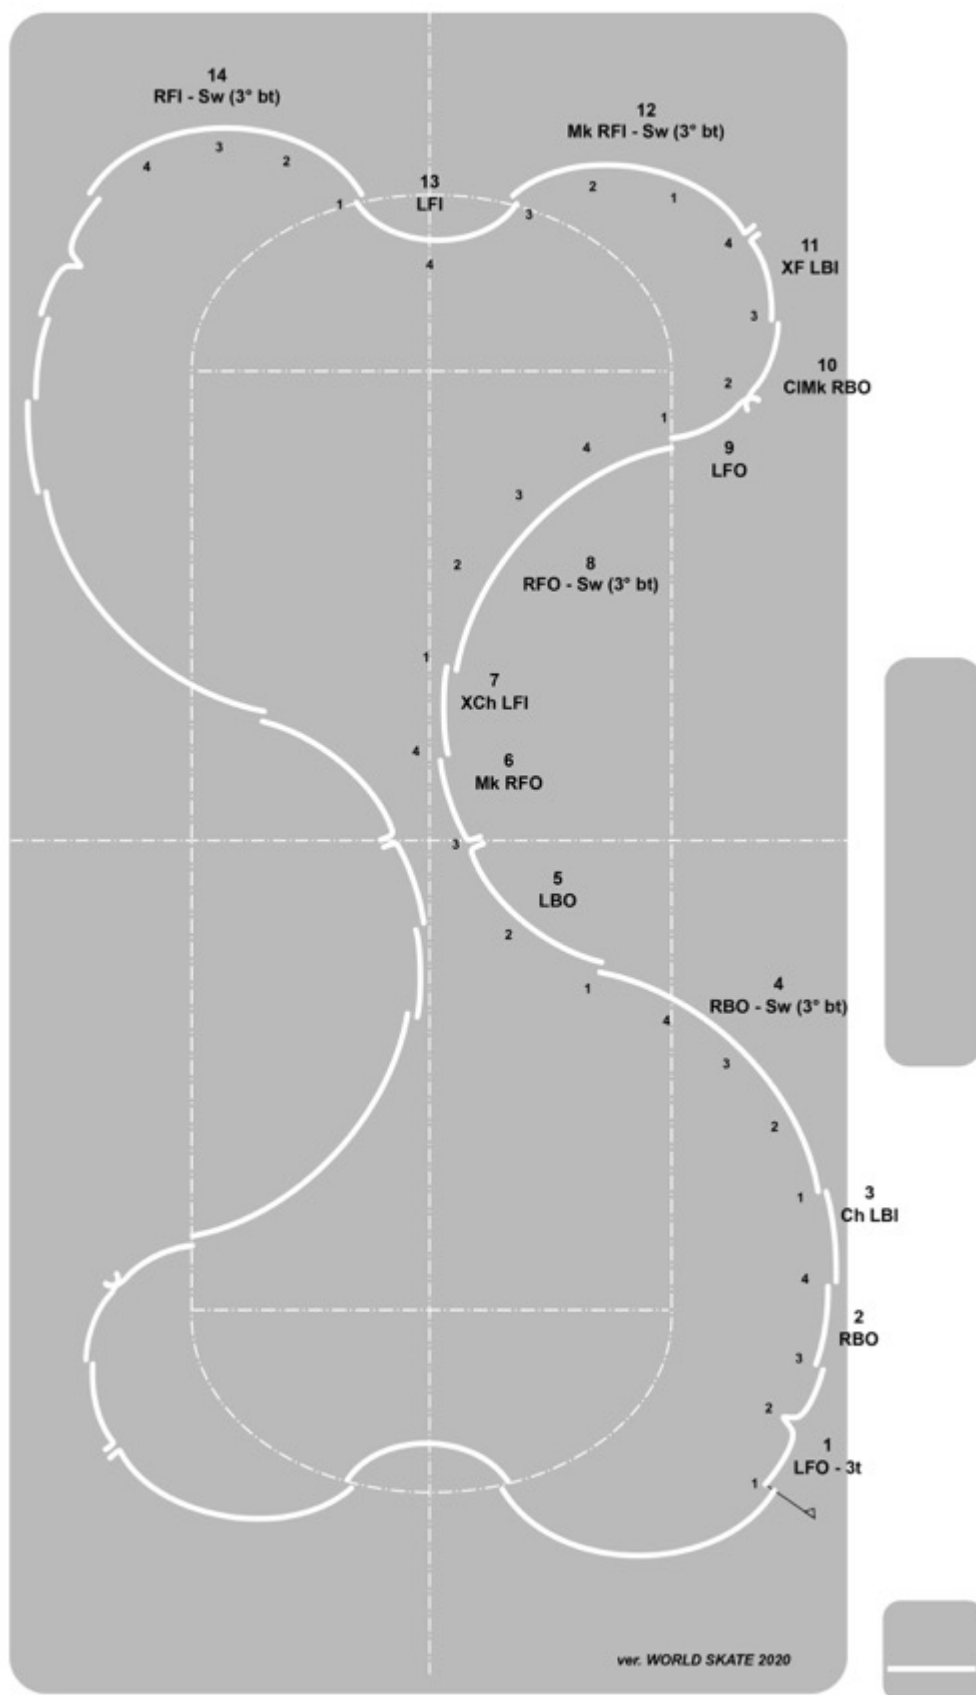 14
RFI - Sw (3° bt)
12
Mk RFI - Sw (3° bt)
4
3
2
2
1
13
LFI
1
3
4
4
11
XF LBI
3
10
ClMk RBO
2
1
9
LFO
4
3
2
8
RFO - Sw (3° bt)
1
7
XCh LFI
4
6
Mk RFO
3
5
LBO
2
1
4
RBO - Sw (3° bt)
4
3
2
1
3
Ch LBI
4
2
RBO
3
2
1
LFO - 3t
1
ver. WORLD SKATE 2020